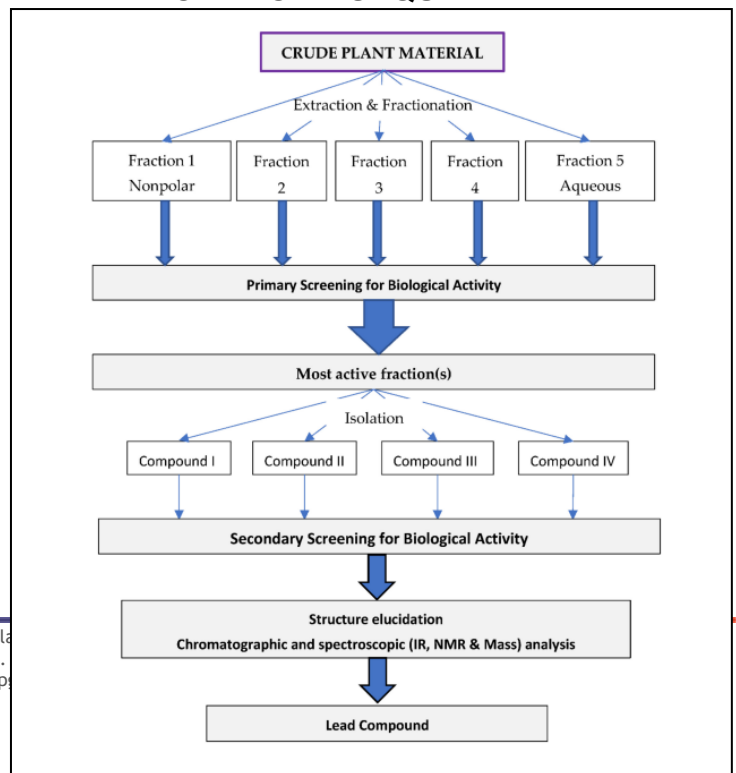 CRUDE PLANT MATERIAL
Extraction & Fractionation
Fraction 1
Nonpolar
Fraction
2
Fraction
3
Fraction
4
Fraction 5
Aqueous
Primary Screening for Biological Activity
Most active fraction(s)
Isolation
Compound I
Compound II
Compound III
Compound IV
Secondary Screening for Biological Activity
Structure elucidation
Chromatographic and spectroscopic (IR, NMR & Mass) analysis
Lead Compound